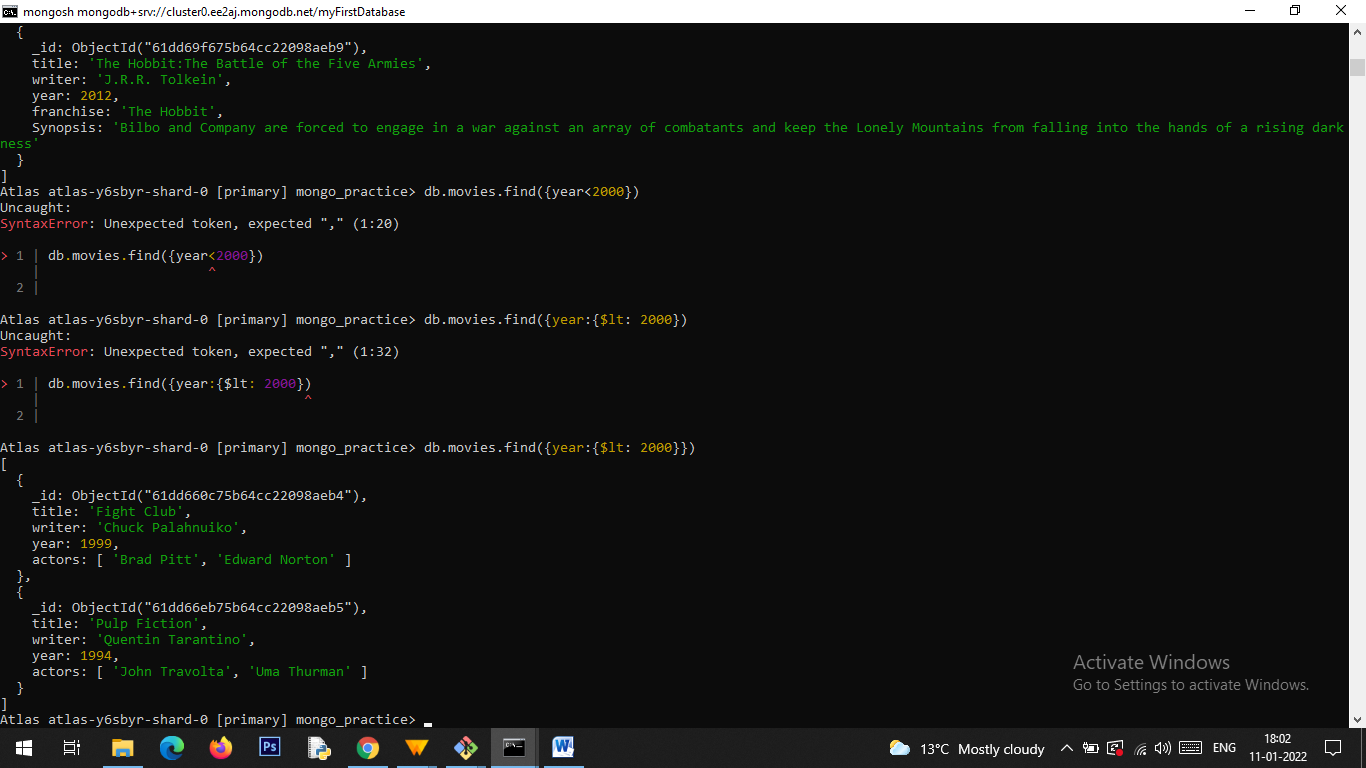 mongosh mongodb+srv://cluster0.ee2aj.mongodb.net/myFirstDatabase
{
_id: ObjectId("61dd69f675b64cc22098aeb9"),
title: 'The Hobbit:The Battle of the Five Armies',
writer: 'J.R.R. Tolkein',
year: 2012,
franchise: 'The Hobbit',
Synopsis: 'Bilbo and Company are forced to engage in a war against an array of combatants and keep the Lonely Mountains from falling into the hands of a rising dark
ness'
}
]
Atlas atlas-y6sbyr-shard-0 [primary] mongo_practice> db.movies.find({year<2000})
Uncaught:
SyntaxError: Unexpected token, expected "," (1:20)
> 1 | db.movies.find({year<2000})
| ^
2 |
Atlas atlas-y6sbyr-shard-0 [primary] mongo_practice> db.movies.find({year:{$lt: 2000})
Uncaught:
SyntaxError: Unexpected token, expected "," (1:32)
> 1 | db.movies.find({year:{$lt: 2000})
| ^
2 |
Atlas atlas-y6sbyr-shard-0 [primary] mongo_practice> db.movies.find({year:{$lt: 2000}})
[
{
_id: ObjectId("61dd660c75b64cc22098aeb4"),
title: 'Fight Club',
writer: 'Chuck Palahnuiko',
year: 1999,
actors: [ 'Brad Pitt', 'Edward Norton' ]
},
{
_id: ObjectId("61dd66eb75b64cc22098aeb5"),
title: 'Pulp Fiction',
writer: 'Quentin Tarantino',
year: 1994,
actors: [ 'John Travolta', 'Uma Thurman' ]
}
]
Atlas atlas-y6sbyr-shard-0 [primary] mongo_practice>
Activate Windows
Go to Settings to activate Windows.
Ps
W
13°C Mostly cloudy
ENG
18:02
11-01-2022